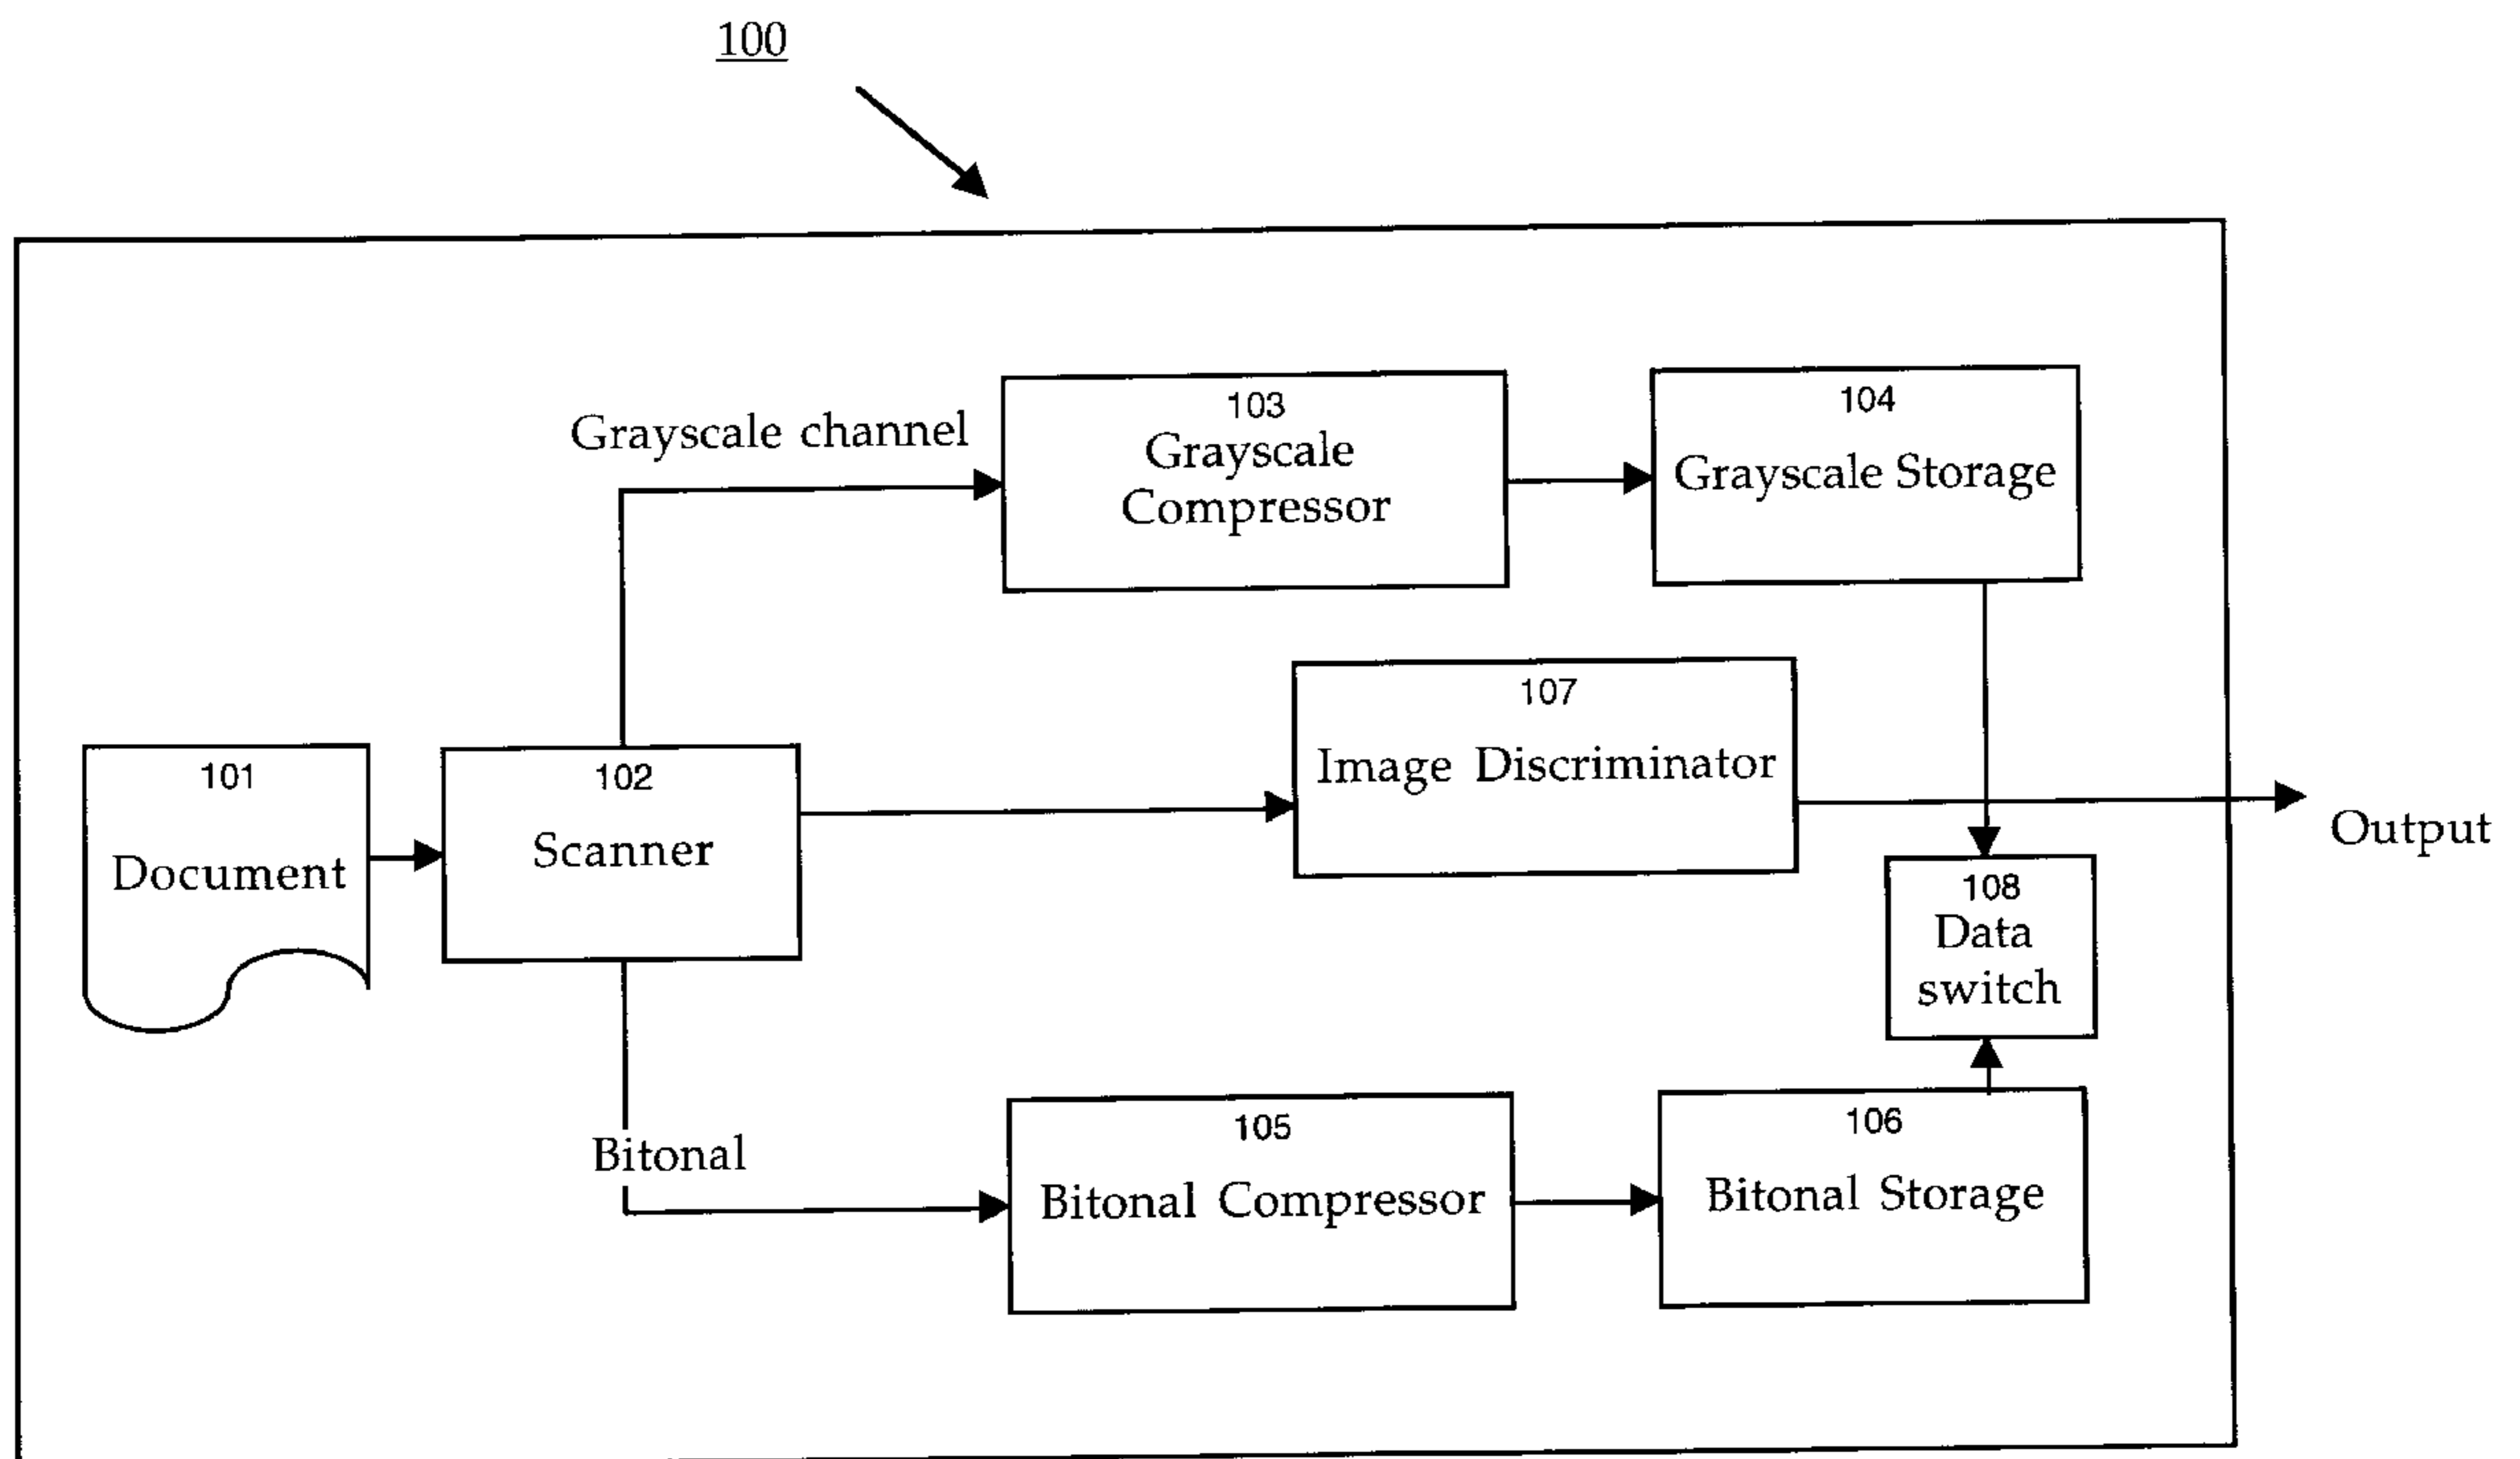 100
Grayscale channel
103
Grayscale
Compressor
104
Grayscale Storage
107
Image Discriminator
101
Document
102
Scanner
Output
108
Data
switch
Bitonal
105
Bitonal Compressor
106
Bitonal Storage